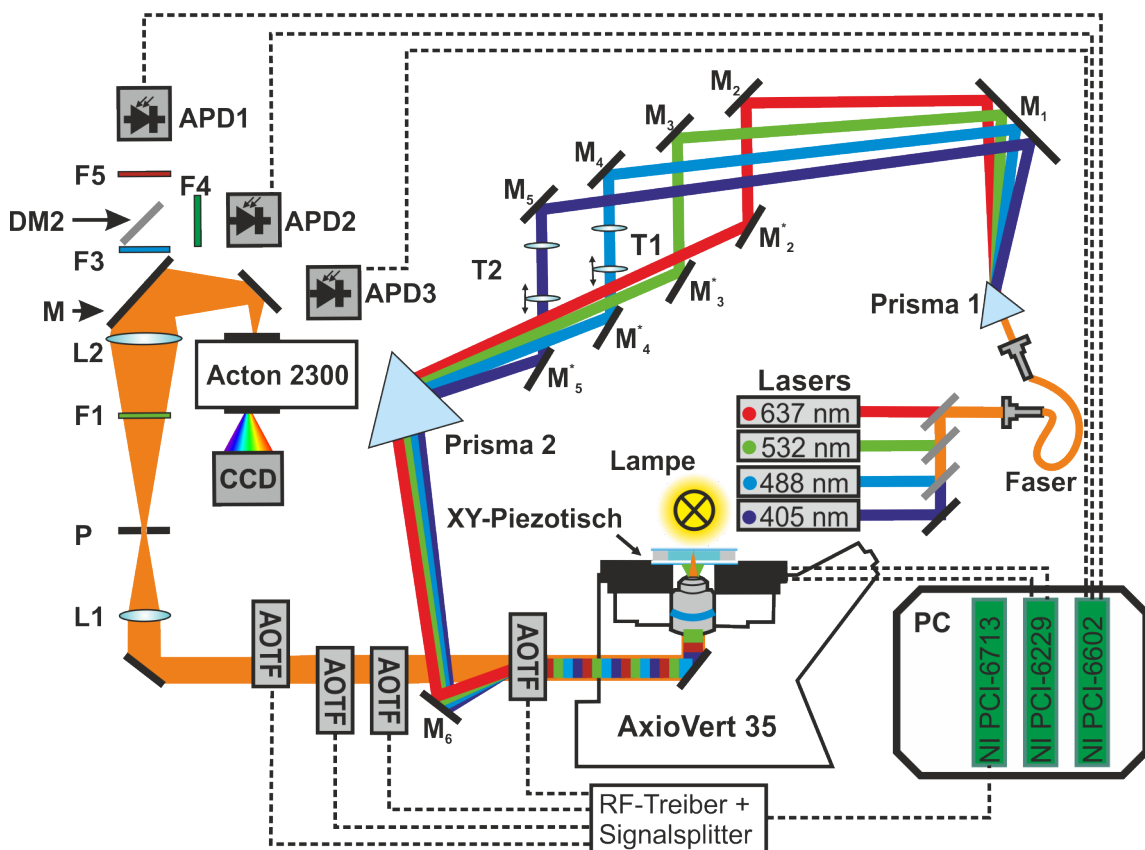 APD1
F5
F4
DM2
APD2
F3
APD3
M
L2
Acton 2300
F1
CCD
P
L1
AOTF
AOTF
AOTF
AOTF
M₂
M₁
M₃
M₄
M₅
T1
T2
M*₂
M*₃
M*₄
M*₅
Prisma 1
Prisma 2
Lasers
637 nm
532 nm
488 nm
405 nm
Faser
Lampe
XY-Piezotisch
M₆
AxioVert 35
PC
NI PCI-6713
NI PCI-6229
NI PCI-6602
RF-Treiber +
Signalsplitter